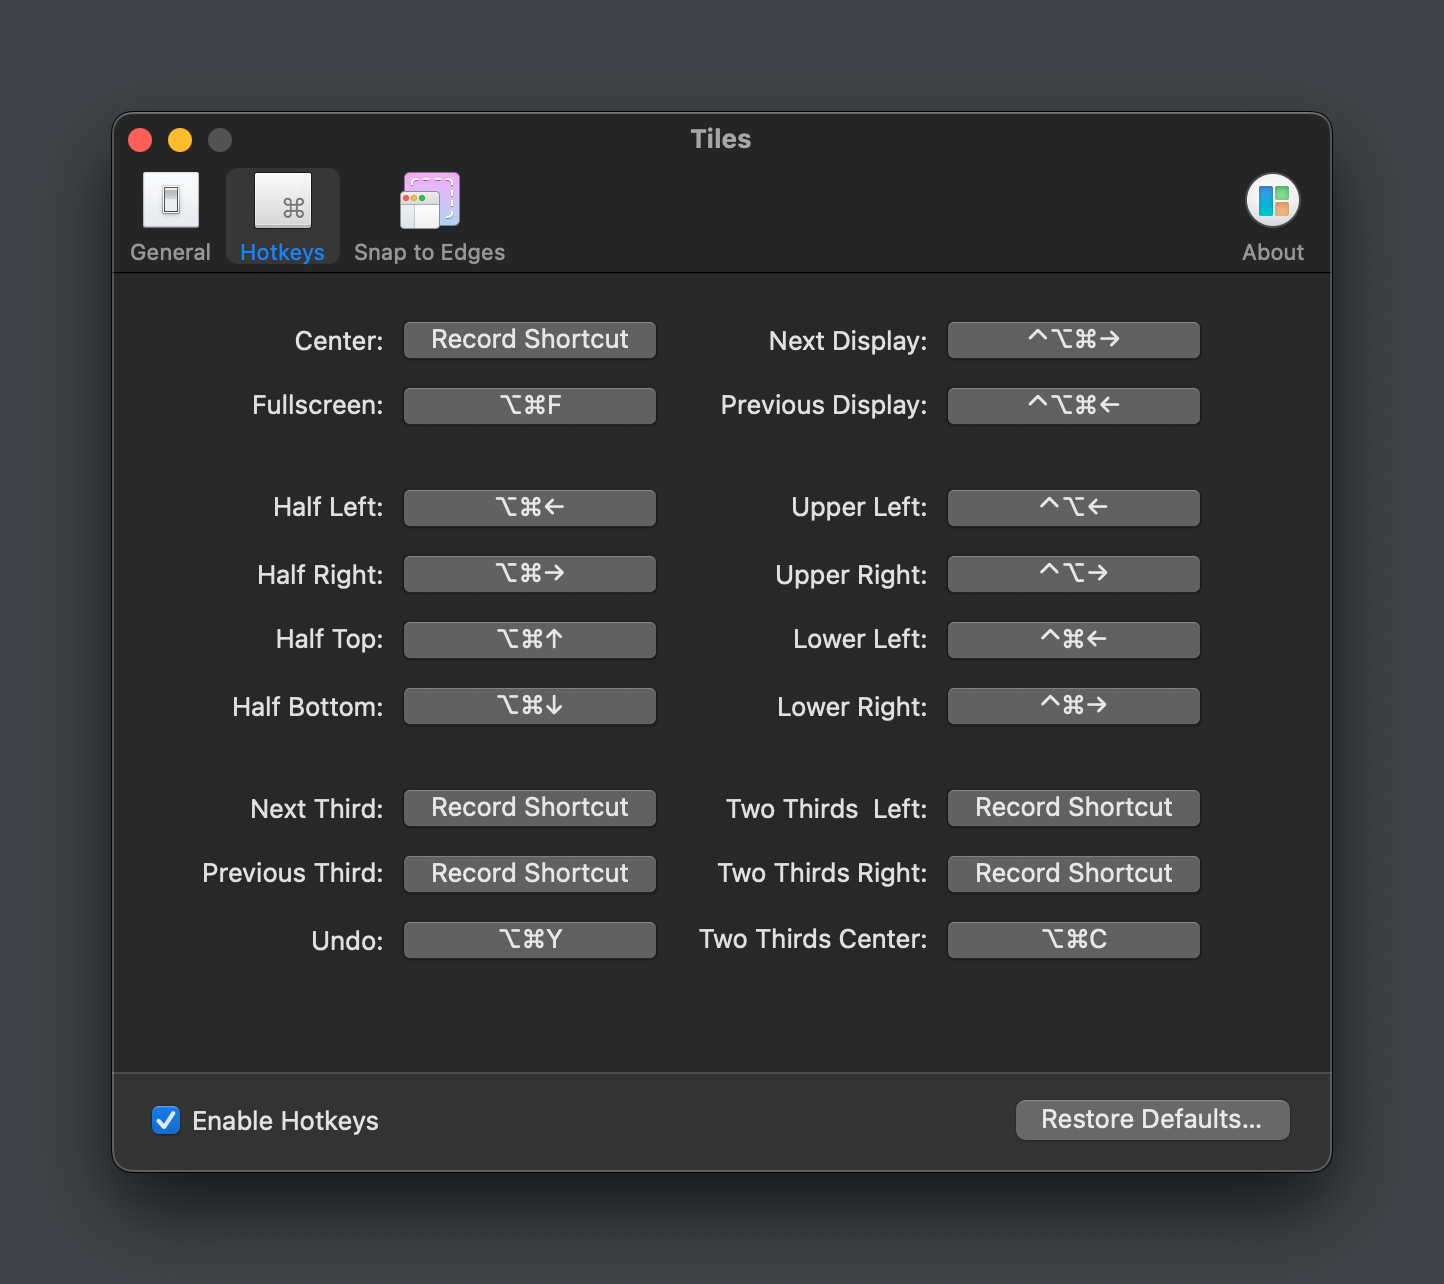 Tiles
General Hotkeys Snap to Edges About
Center: Record Shortcut Next Display: ^⌥⌘→
Fullscreen: ⌥⌘F Previous Display: ^⌥⌘←
Half Left: ⌥⌘← Upper Left: ^⌥←
Half Right: ⌥⌘→ Upper Right: ^⌥→
Half Top: ⌥⌘↑ Lower Left: ^⌘←
Half Bottom: ⌥⌘↓ Lower Right: ^⌘→
Next Third: Record Shortcut Two Thirds  Left: Record Shortcut
Previous Third: Record Shortcut Two Thirds Right: Record Shortcut
Undo: ⌥⌘Y Two Thirds Center: ⌥⌘C
Enable Hotkeys Restore Defaults...